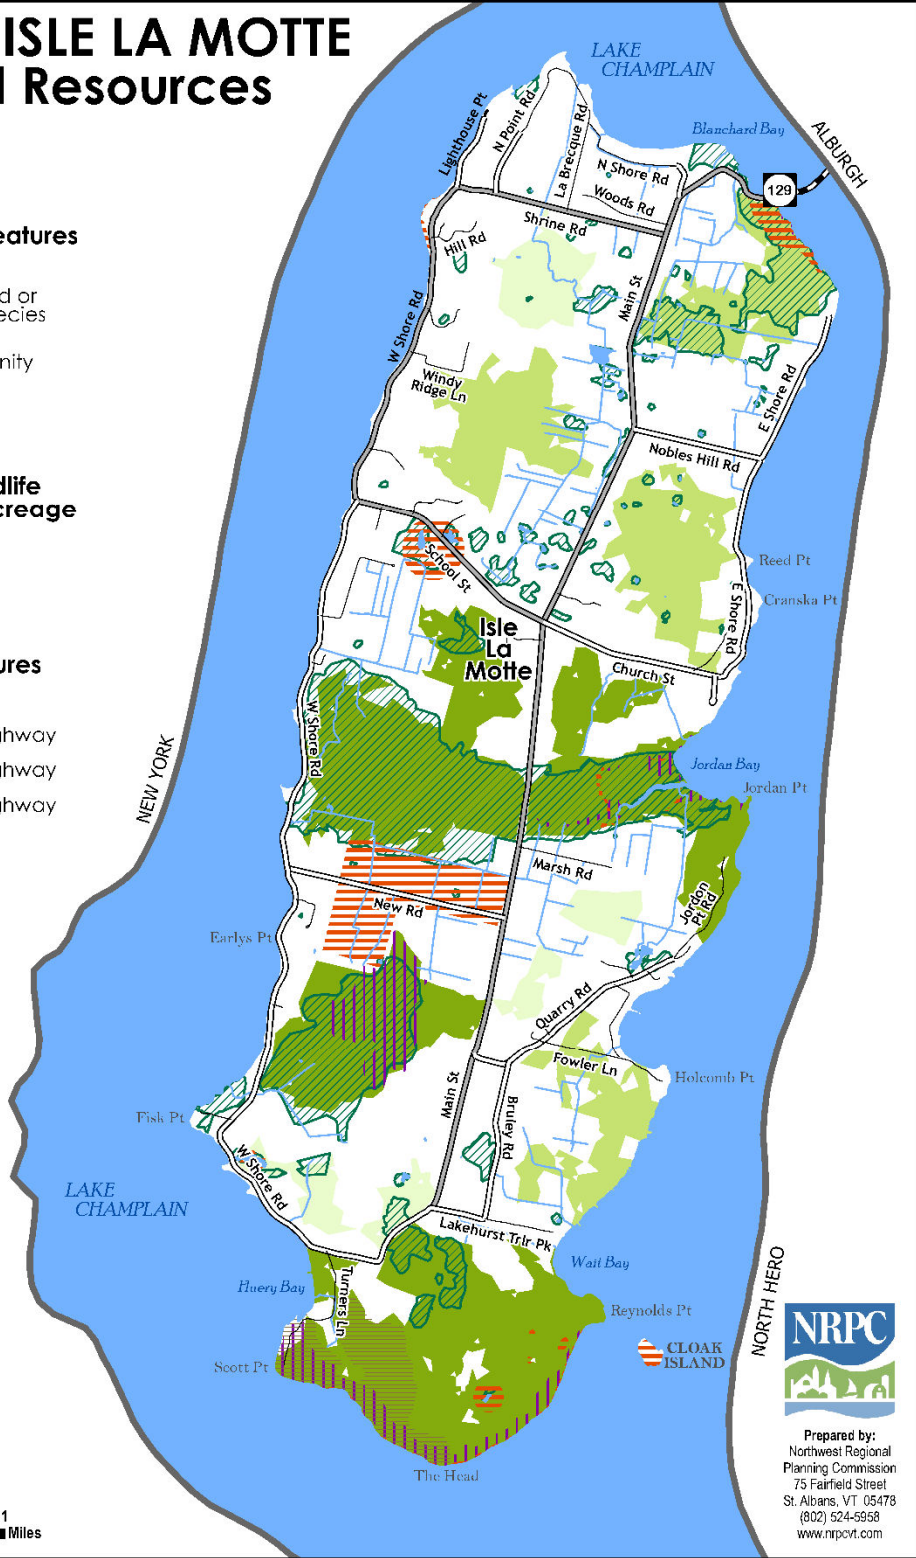 ISLE LA MOTTE
l Resources
eatures
d or
ecies
nity
dlife
creage
ures
ghway
ghway
ghway
1
Miles
LAKE
CHAMPLAIN
Blanchard Bay
ALBURGH
129
Lighthouse Pt
N Point Rd
La Brecque Rd
N Shore Rd
Woods Rd
Shrine Rd
Hill Rd
Main St
W Shore Rd
Windy
Ridge Ln
E Shore Rd
Nobles Hill Rd
Reed Pt
Cranska Pt
School St
E Shore Rd
Isle
La
Motte
Church St
W Shore Rd
NEW YORK
Jordan Bay
Jordan Pt
Marsh Rd
New Rd
Jordon
Pt Rd
Earlys Pt
Quarry Rd
Fowler Ln
Holcomb Pt
Main St
Bruley Rd
Fisk Pt
W Shore Rd
LAKE
CHAMPLAIN
Lakehurst Trlr Pk
Wait Bay
Huery Bay
Turners Ln
Reynolds Pt
NORTH HERO
CLOAK
ISLAND
Scott Pt
The Head
NRPC
Prepared by:
Northwest Regional
Planning Commission
75 Fairfield Street
St. Albans, VT 05478
(802) 524-5958
www.nrpcvt.com